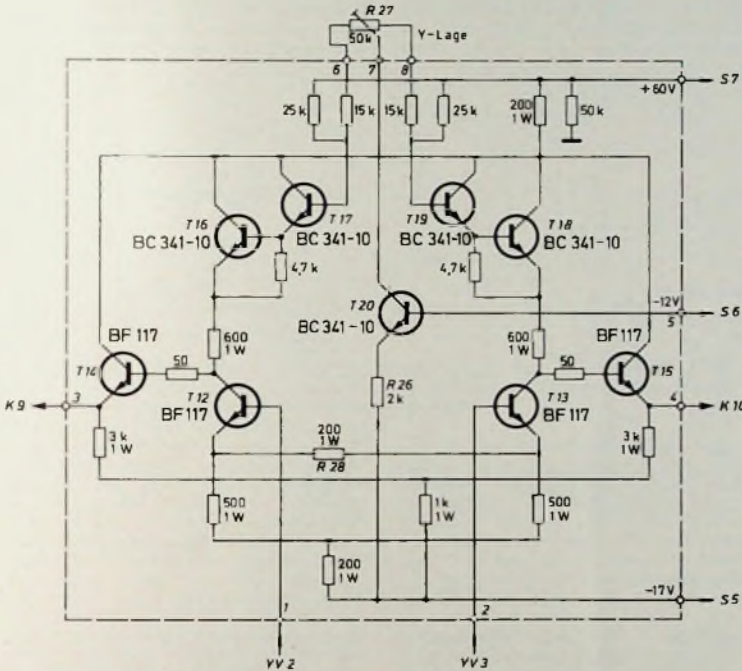 R 27
50k
Y-Lage
6 7 8
S7
+60V
25k 15k 15k 25k
200
1W
50k
T16 T17 T19 T18
BC 341-10 BC 341-10 BC 341-10 BC 341-10
4,7k 4,7k
T20
BC 341-10
-12V
5
S6
BF 117
600
1W
600
1W
BF 117
T14
50
50
T15
K9
3
T12
BF 117
R 26
2k
T13
BF 117
4
K10
3k
1W
200
1W
R 28
3k
1W
500
1W
1k
1W
500
1W
200
1W
-17V
S5
1 2
YV2 YV3